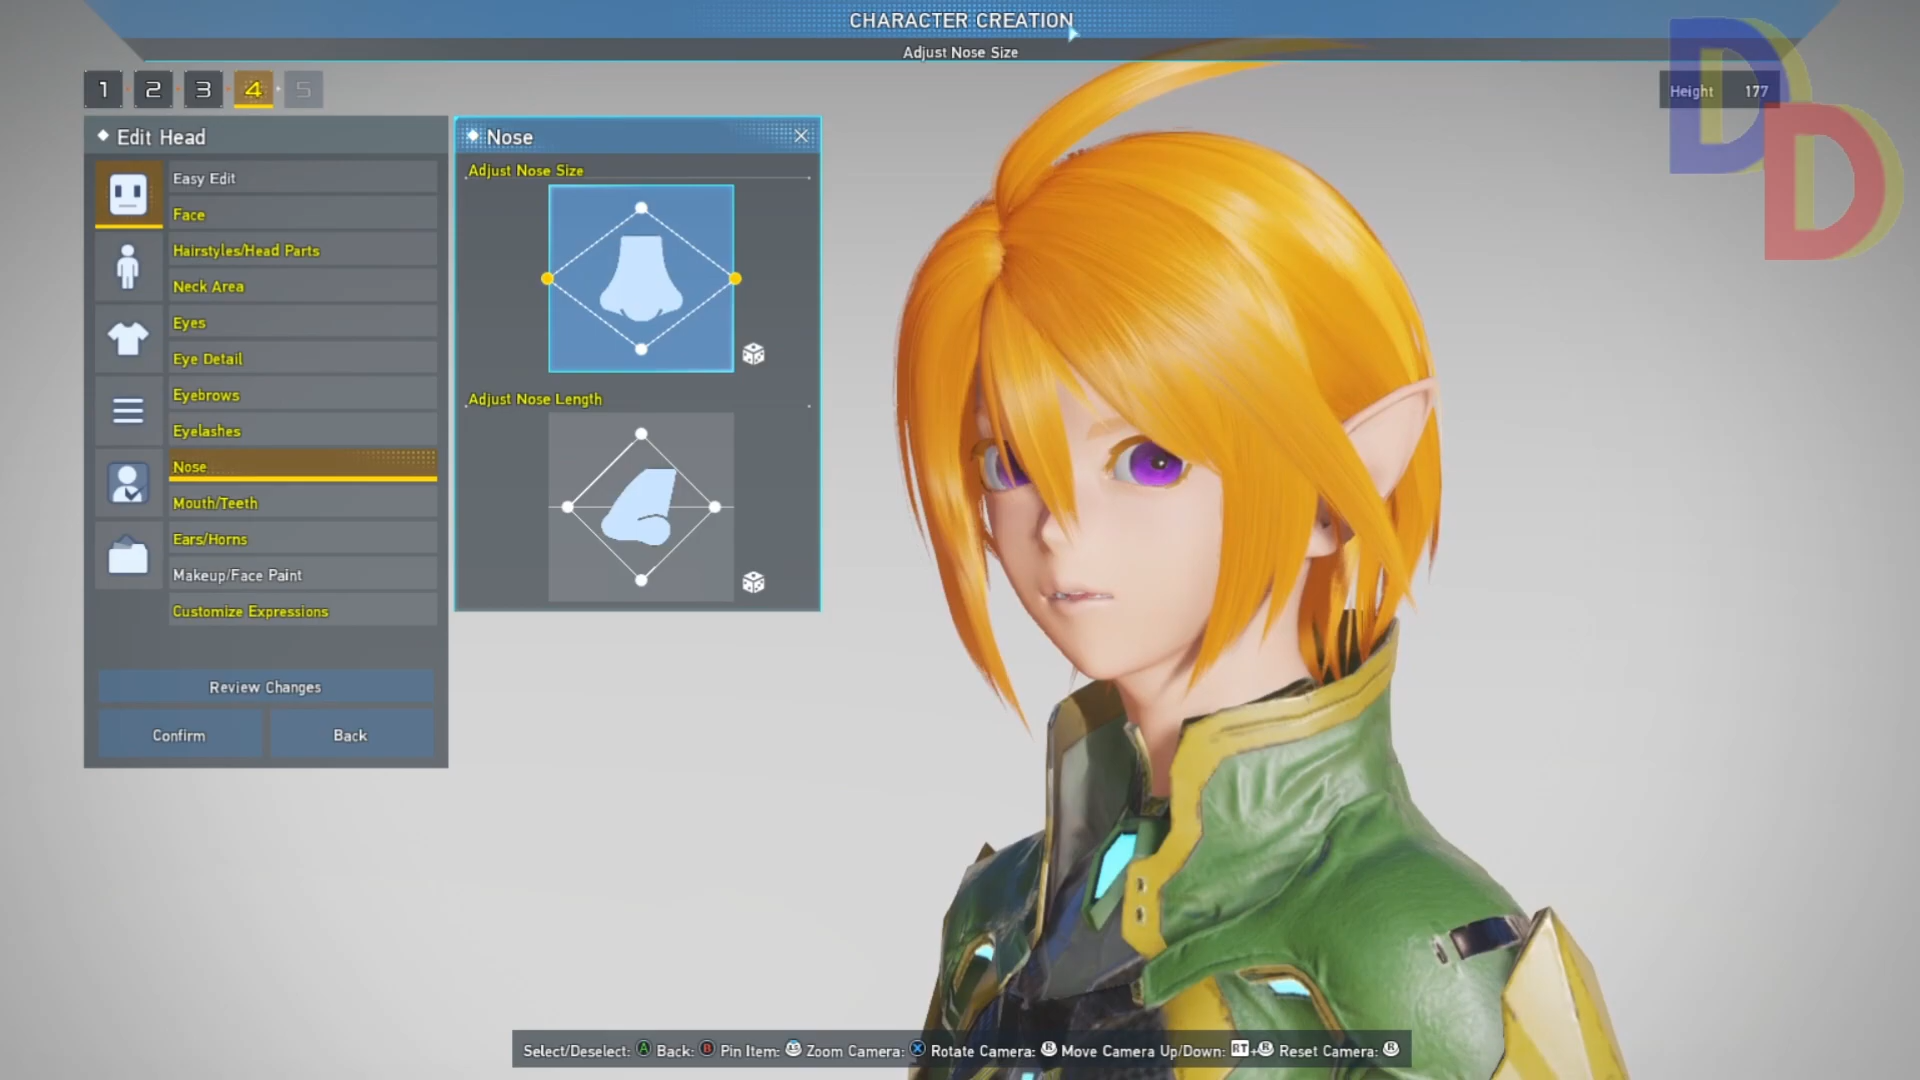 CHARACTER CREATION
Adjust Nose Size
1 2 3 4 5
Height 177
DD
Edit Head
Easy Edit
Face
Hairstyles/Head Parts
Neck Area
Eyes
Eye Detail
Eyebrows
Eyelashes
Nose
Mouth/Teeth
Ears/Horns
Makeup/Face Paint
Customize Expressions
Review Changes
Confirm Back
Nose
Adjust Nose Size
Adjust Nose Length
Select/Deselect: A Back: B Pin Item: Zoom Camera: X Rotate Camera: R Move Camera Up/Down: RT+R Reset Camera: R